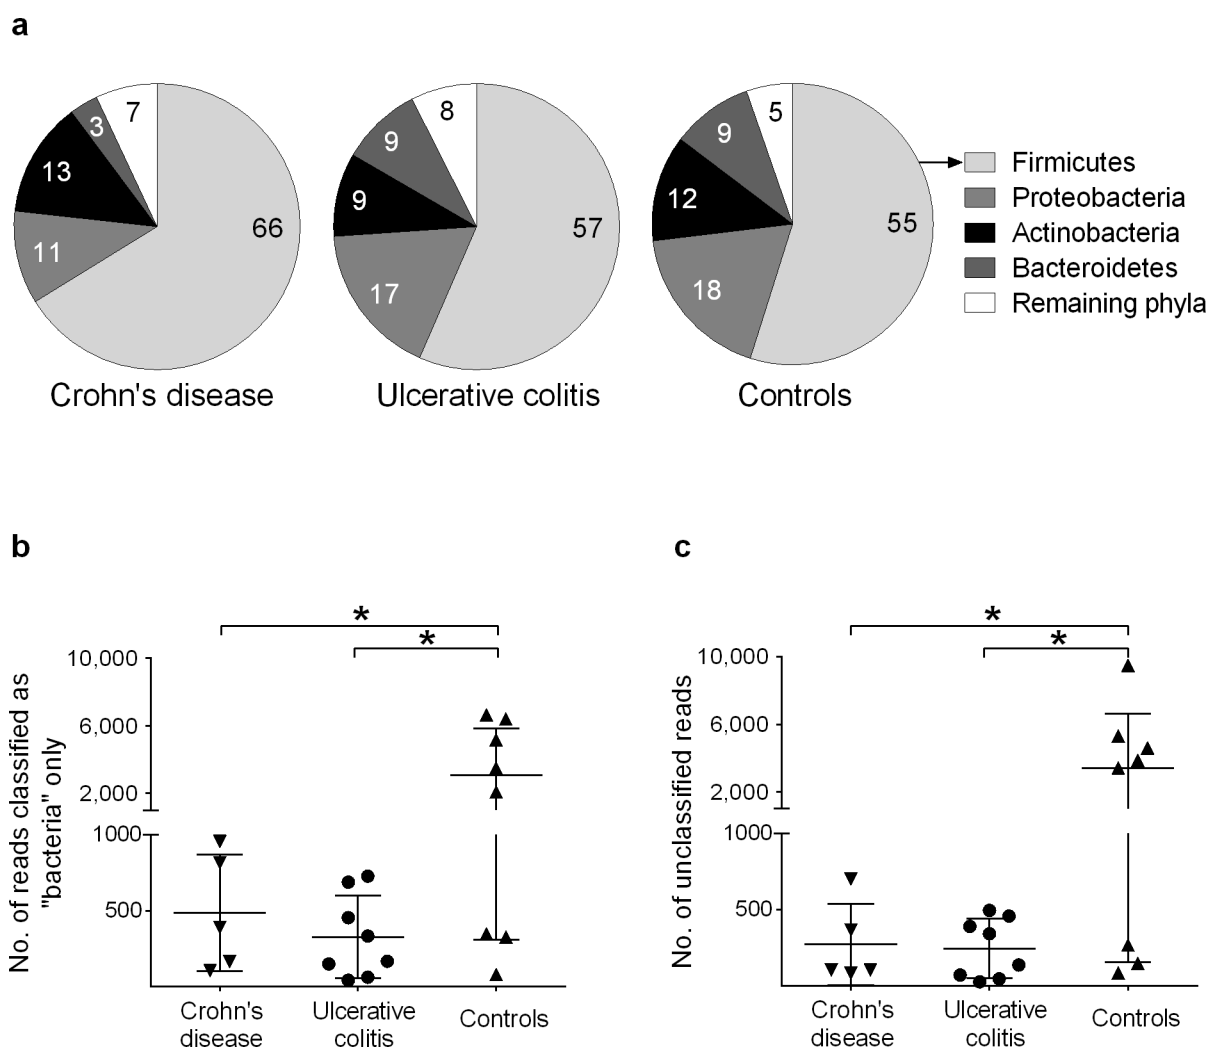 a
7
3
13
11
66
8
9
9
17
57
5
9
12
18
55
Firmicutes
Proteobacteria
Actinobacteria
Bacteroidetes
Remaining phyla
Crohn's disease
Ulcerative colitis
Controls
b
No. of reads classified as
"bacteria" only
*
*
10,000
6,000
2,000
1000
500
Crohn's
disease
Ulcerative
colitis
Controls
c
No. of unclassified reads
*
*
10,000
6,000
2,000
1000
500
Crohn's
disease
Ulcerative
colitis
Controls